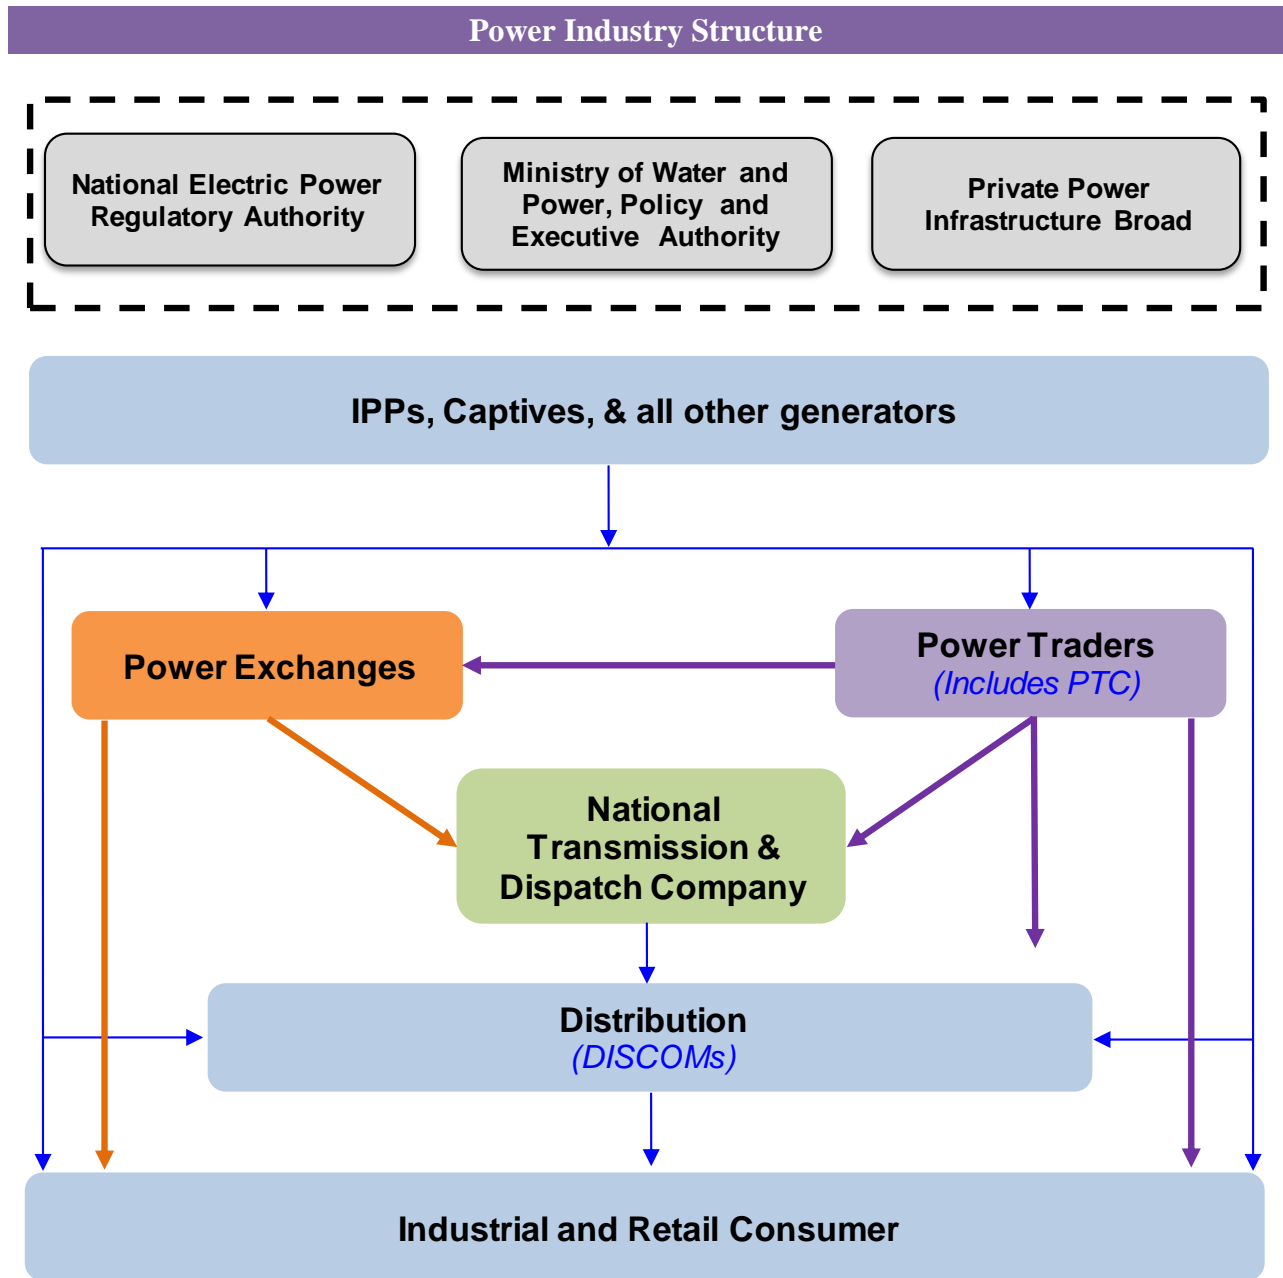 Power Industry Structure
National Electric Power
Regulatory Authority
Ministry of Water and
Power, Policy and
Executive Authority
Private Power
Infrastructure Broad
IPPs, Captives, & all other generators
Power Exchanges
Power Traders
(Includes PTC)
National
Transmission &
Dispatch Company
Distribution
(DISCOMs)
Industrial and Retail Consumer